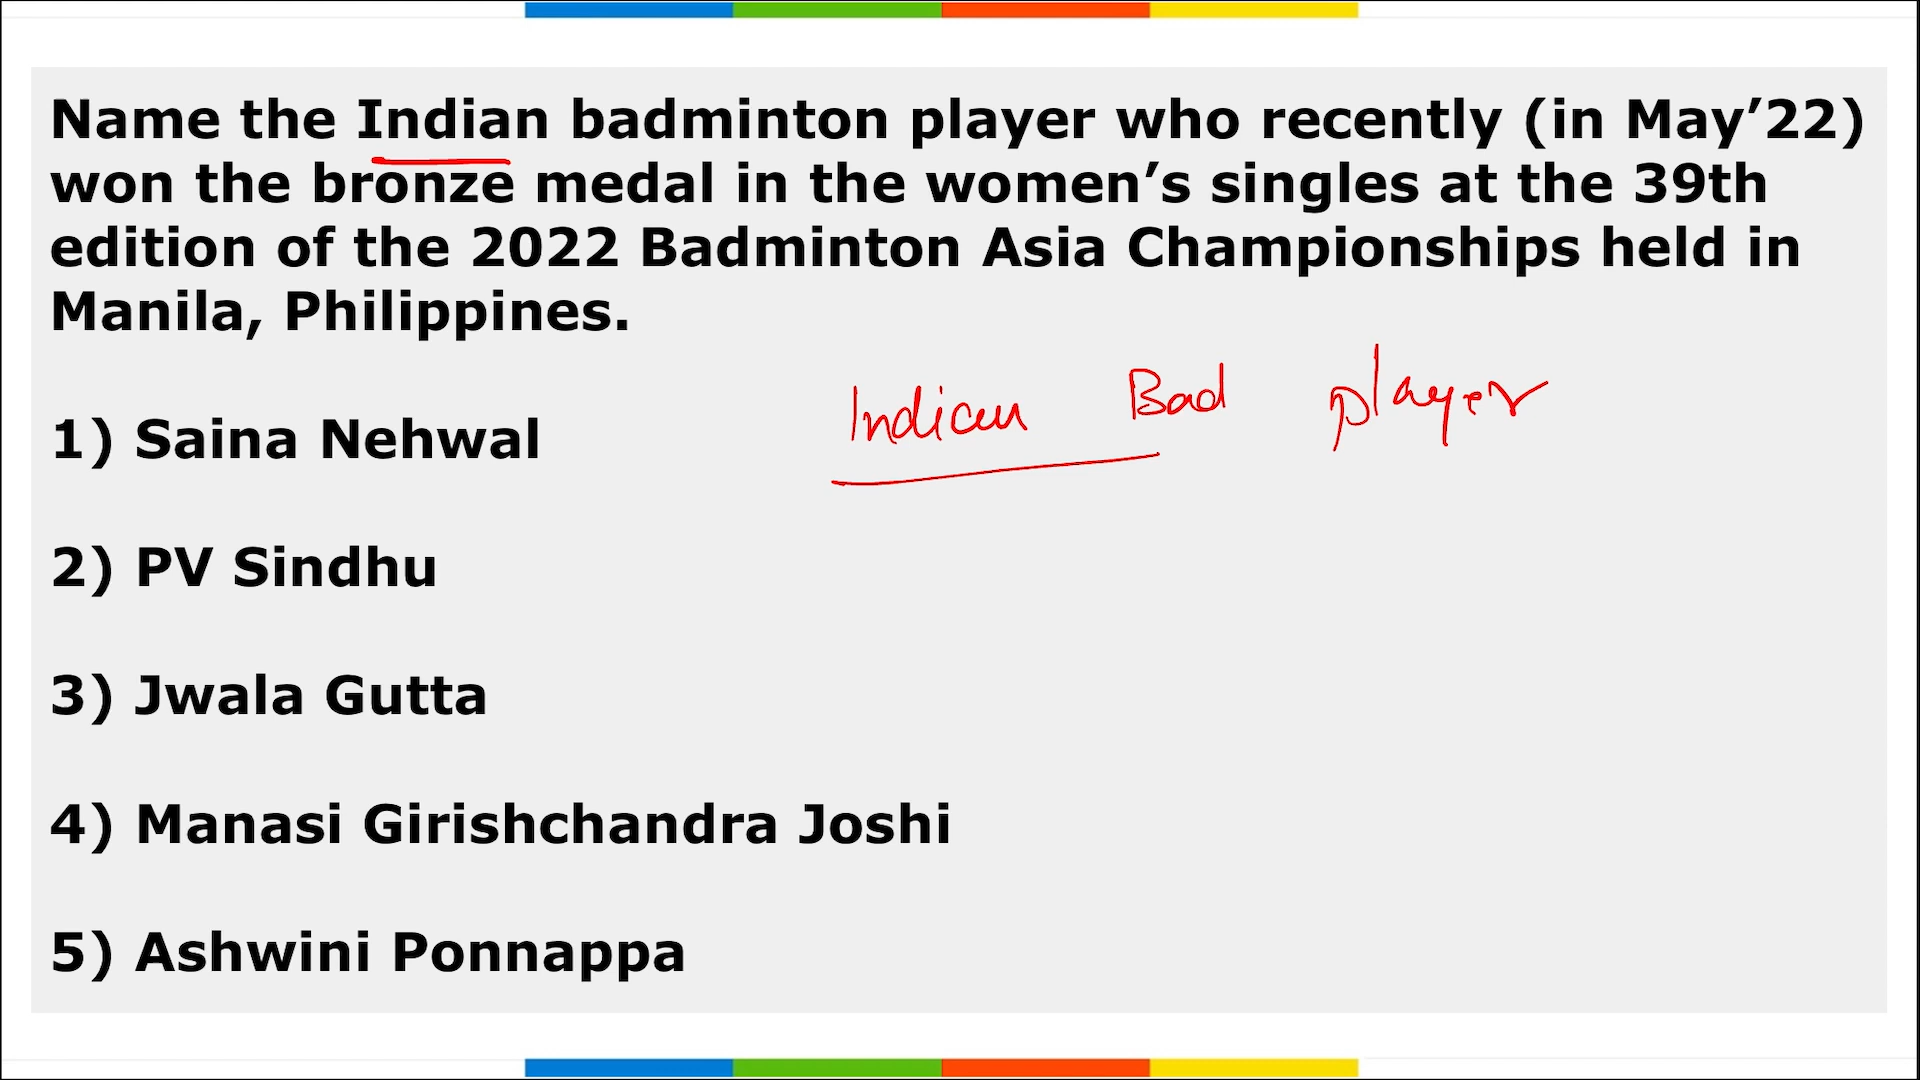 Name the Indian badminton player who recently (in May’22)
won the bronze medal in the women’s singles at the 39th
edition of the 2022 Badminton Asia Championships held in
Manila, Philippines.
Indian Bad player
1) Saina Nehwal
2) PV Sindhu
3) Jwala Gutta
4) Manasi Girishchandra Joshi
5) Ashwini Ponnappa